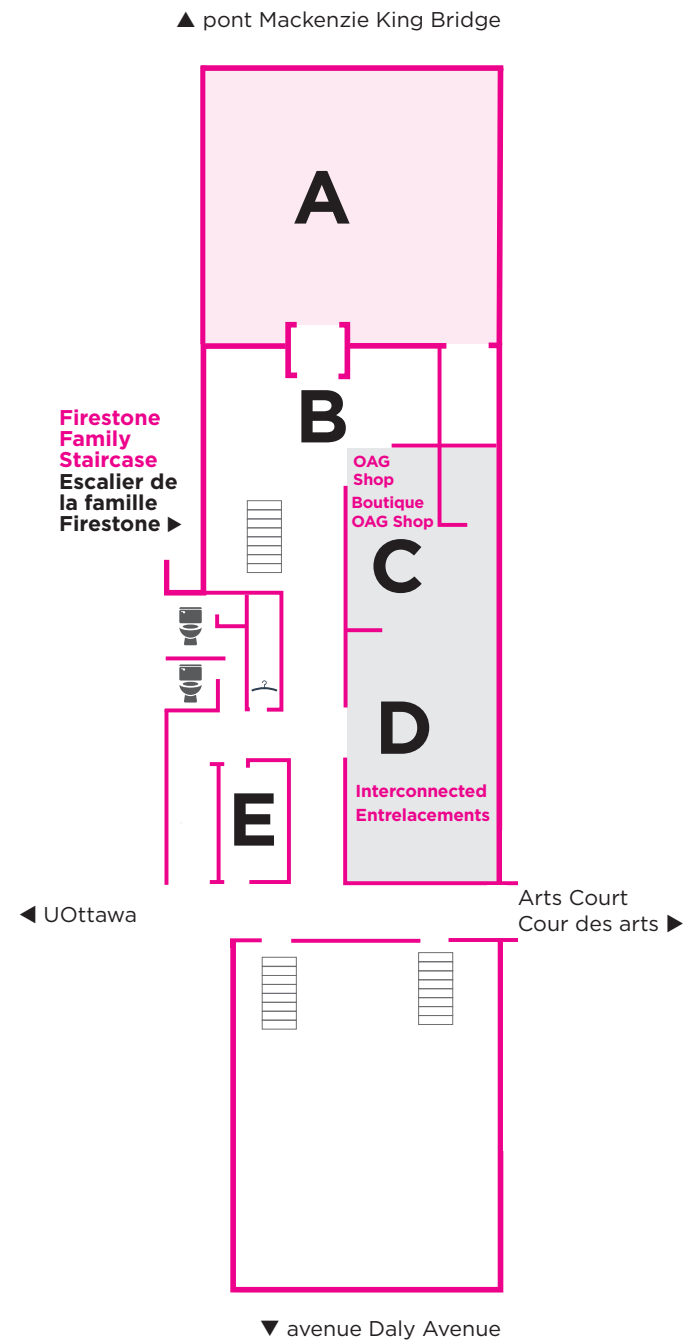 ▲ pont Mackenzie King Bridge
A
B
Firestone
Family
Staircase
Escalier de
la famille
Firestone ▶
OAG
Shop
Boutique
OAG Shop
C
D
Interconnected
Entrelacements
E
◀ UOttawa
Arts Court
Cour des arts ▶
▼ avenue Daly Avenue